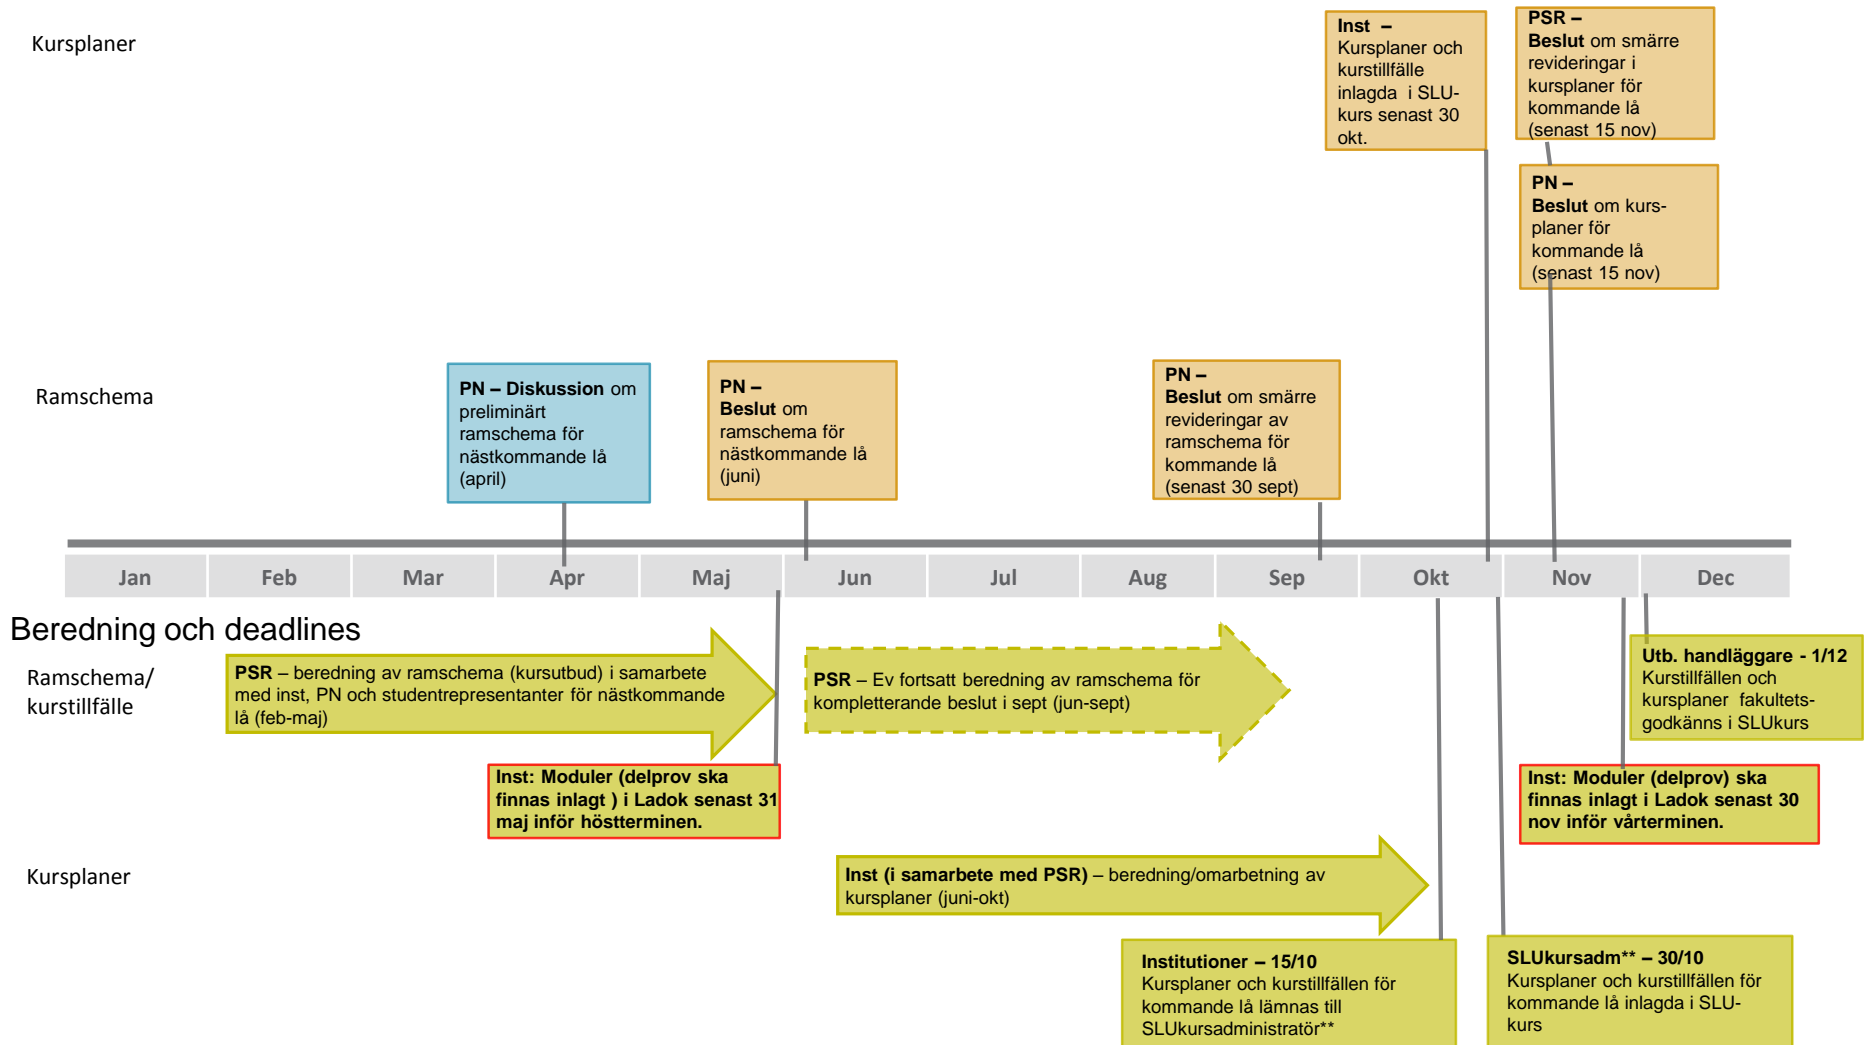 Kursplaner
Inst –
Kursplaner och
kurstillfälle
inlagda i SLU-
kurs senast 30
okt.
PSR –
Beslut om smärre
revideringar i
kursplaner för
kommande lå
(senast 15 nov)
PN –
Beslut om kurs-
planer för
kommande lå
(senast 15 nov)
Ramschema
PN – Diskussion om
preliminärt
ramschema för
nästkommande lå
(april)
PN –
Beslut om
ramschema för
nästkommande lå
(juni)
PN –
Beslut om smärre
revideringar av
ramschema för
kommande lå
(senast 30 sept)
Jan Feb Mar Apr Maj Jun Jul Aug Sep Okt Nov Dec
Beredning och deadlines
Ramschema/
kurstillfälle
PSR – beredning av ramschema (kursutbud) i samarbete
med inst, PN och studentrepresentanter för nästkommande
lå (feb-maj)
PSR – Ev fortsatt beredning av ramschema för
kompletterande beslut i sept (jun-sept)
Utb. handläggare - 1/12
Kurstillfällen och
kursplaner fakultets-
godkänns i SLUkurs
Inst: Moduler (delprov ska
finnas inlagt ) i Ladok senast 31
maj inför höstterminen.
Inst: Moduler (delprov) ska
finnas inlagt i Ladok senast 30
nov inför vårterminen.
Kursplaner
Inst (i samarbete med PSR) – beredning/omarbetning av
kursplaner (juni-okt)
Institutioner – 15/10
Kursplaner och kurstillfällen för
kommande lå lämnas till
SLUkursadministratör**
SLUkursadm** – 30/10
Kursplaner och kurstillfällen för
kommande lå inlagda i SLU-
kurs